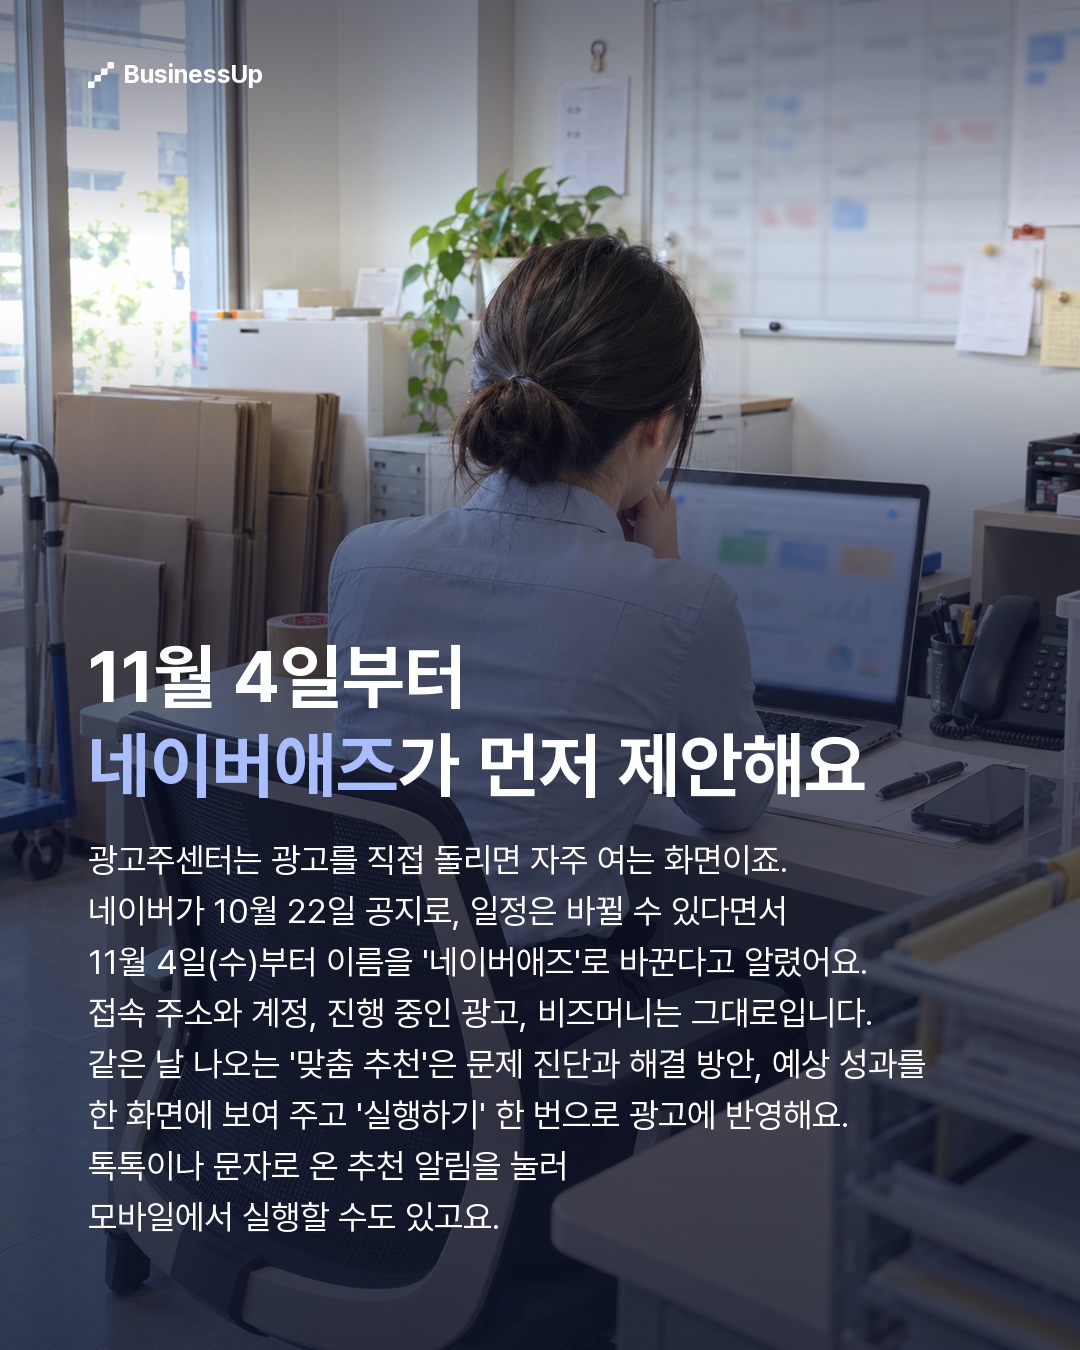 BusinessUp
11월 4일부터
네이버애즈가 먼저 제안해요
광고주센터는 광고를 직접 돌리면 자주 여는 화면이죠.
네이버가 10월 22일 공지로, 일정은 바뀔 수 있다면서
11월 4일(수)부터 이름을 '네이버애즈'로 바꾼다고 알렸어요.
접속 주소와 계정, 진행 중인 광고, 비즈머니는 그대로입니다.
같은 날 나오는 '맞춤 추천'은 문제 진단과 해결 방안, 예상 성과를
한 화면에 보여 주고 '실행하기' 한 번으로 광고에 반영해요.
톡톡이나 문자로 온 추천 알림을 눌러
모바일에서 실행할 수도 있고요.